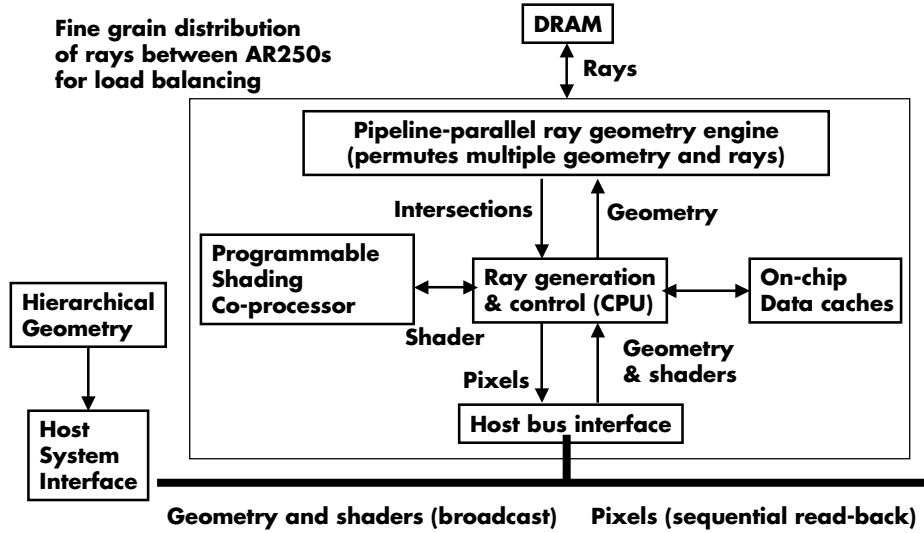 Fine grain distribution
of rays between AR250s
for load balancing
DRAM
Rays
Pipeline-parallel ray geometry engine
(permutes multiple geometry and rays)
Intersections
Geometry
Programmable
Shading
Co-processor
Ray generation
& control (CPU)
On-chip
Data caches
Hierarchical
Geometry
Shader
Pixels
Geometry
& shaders
Host bus interface
Host
System
Interface
Geometry and shaders (broadcast)
Pixels (sequential read-back)